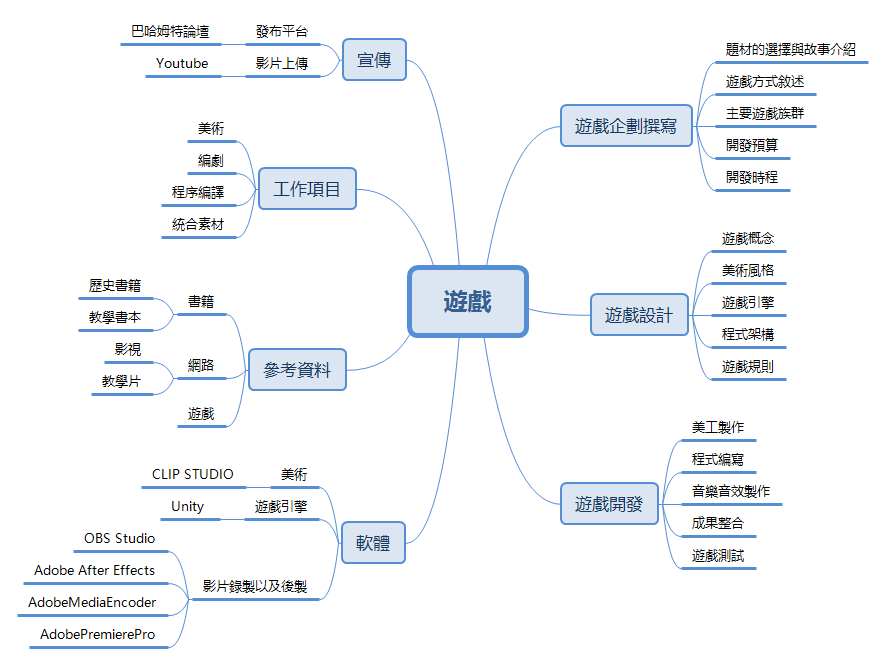 遊戲
宣傳
發布平台
巴哈姆特論壇
影片上傳
Youtube
工作項目
美術
編劇
程序編譯
統合素材
參考資料
書籍
歷史書籍
教學書本
網路
影視
教學片
遊戲
軟體
美術
CLIP STUDIO
遊戲引擎
Unity
影片錄製以及後製
OBS Studio
Adobe After Effects
AdobeMediaEncoder
AdobePremierePro
遊戲企劃撰寫
題材的選擇與故事介紹
遊戲方式敘述
主要遊戲族群
開發預算
開發時程
遊戲設計
遊戲概念
美術風格
遊戲引擎
程式架構
遊戲規則
遊戲開發
美工製作
程式編寫
音樂音效製作
成果整合
遊戲測試